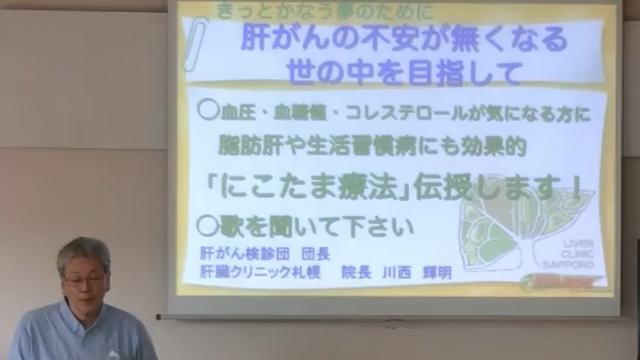 きっとかなう夢のために
肝がんの不安が無くなる
世の中を目指して
○血圧・血糖値・コレステロールが気になる方に
脂肪肝や生活習慣病にも効果的
「にこたま療法」伝授します！
○歌を聞いて下さい
肝がん検診団 団長
肝臓クリニック札幌 院長 川西 輝明
LIVER
CLINIC
SAPPORO